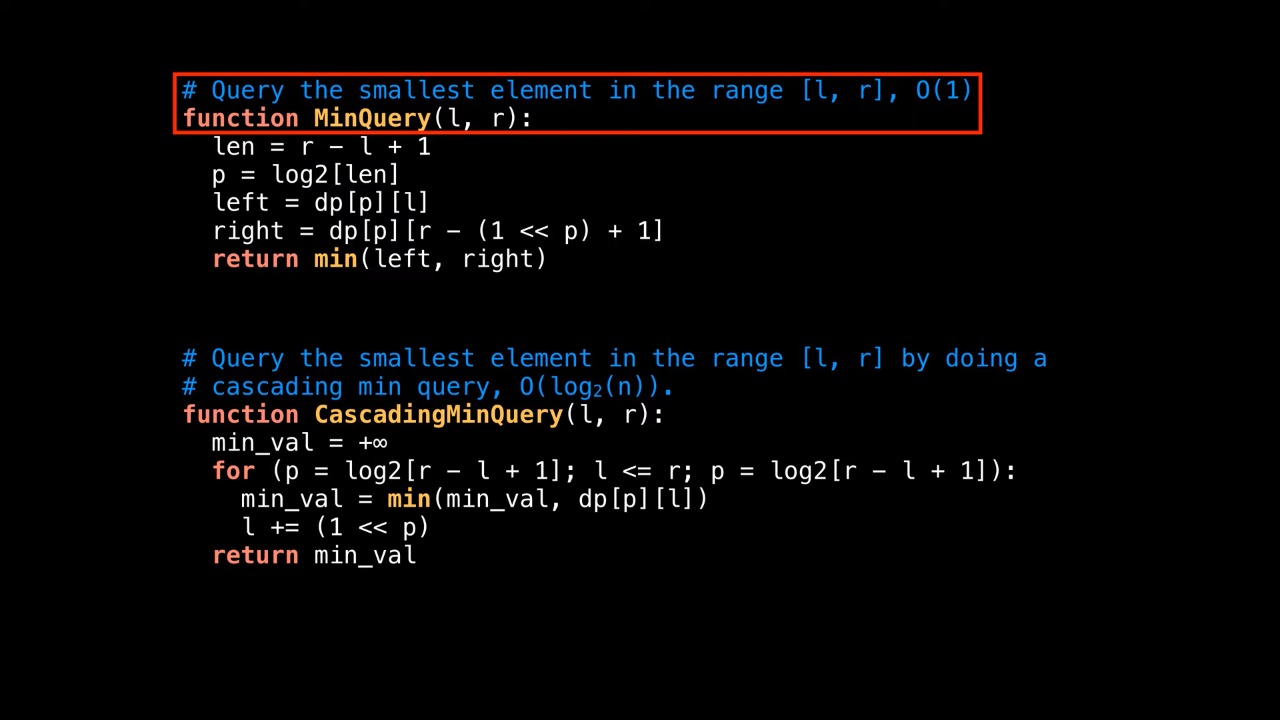 # Query the smallest element in the range [l, r], O(1)
function MinQuery(l, r):
  len = r - l + 1
  p = log2[len]
  left = dp[p][l]
  right = dp[p][r - (1 << p) + 1]
  return min(left, right)
# Query the smallest element in the range [l, r] by doing a
# cascading min query, O(log₂(n)).
function CascadingMinQuery(l, r):
  min_val = +∞
  for (p = log2[r - l + 1]; l <= r; p = log2[r - l + 1]):
    min_val = min(min_val, dp[p][l])
    l += (1 << p)
  return min_val